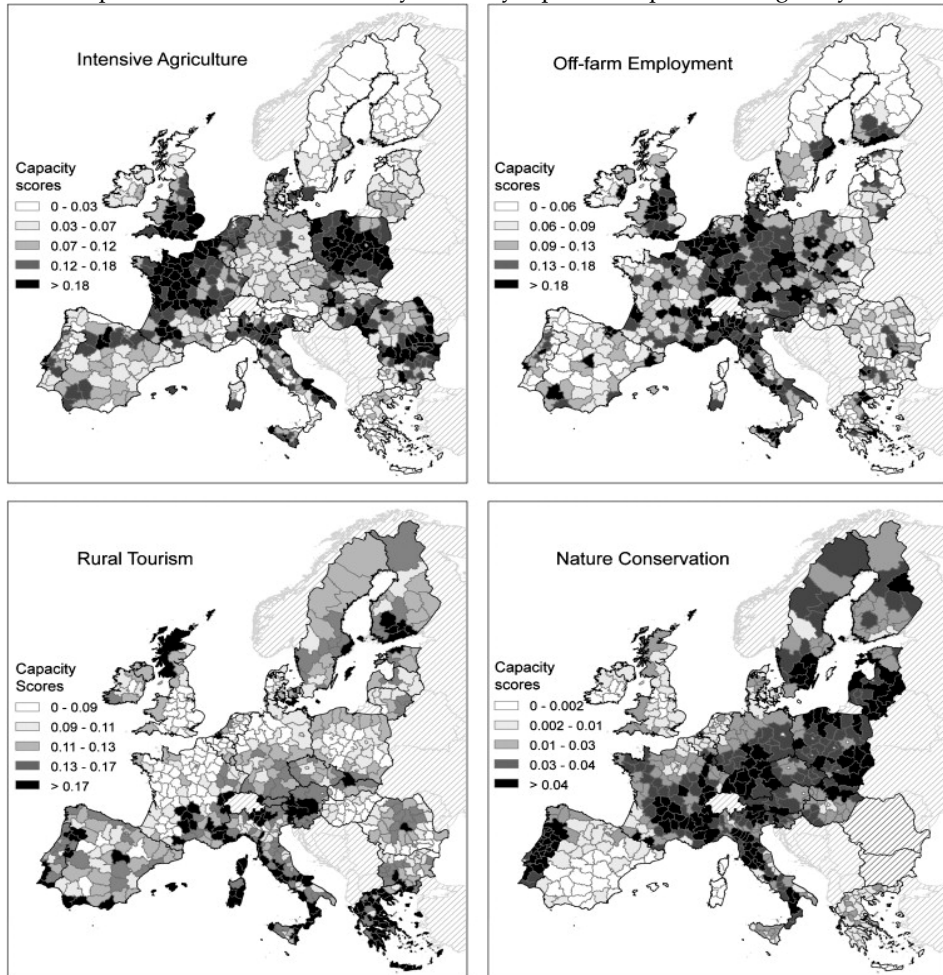 Intensive Agriculture
Capacity
scores
0 - 0.03
0.03 - 0.07
0.07 - 0.12
0.12 - 0.18
> 0.18
Off-farm Employment
Capacity
scores
0 - 0.06
0.06 - 0.09
0.09 - 0.13
0.13 - 0.18
> 0.18
Rural Tourism
Capacity
Scores
0 - 0.09
0.09 - 0.11
0.11 - 0.13
0.13 - 0.17
> 0.17
Nature Conservation
Capacity
scores
0 - 0.002
0.002 - 0.01
0.01 - 0.03
0.03 - 0.04
> 0.04